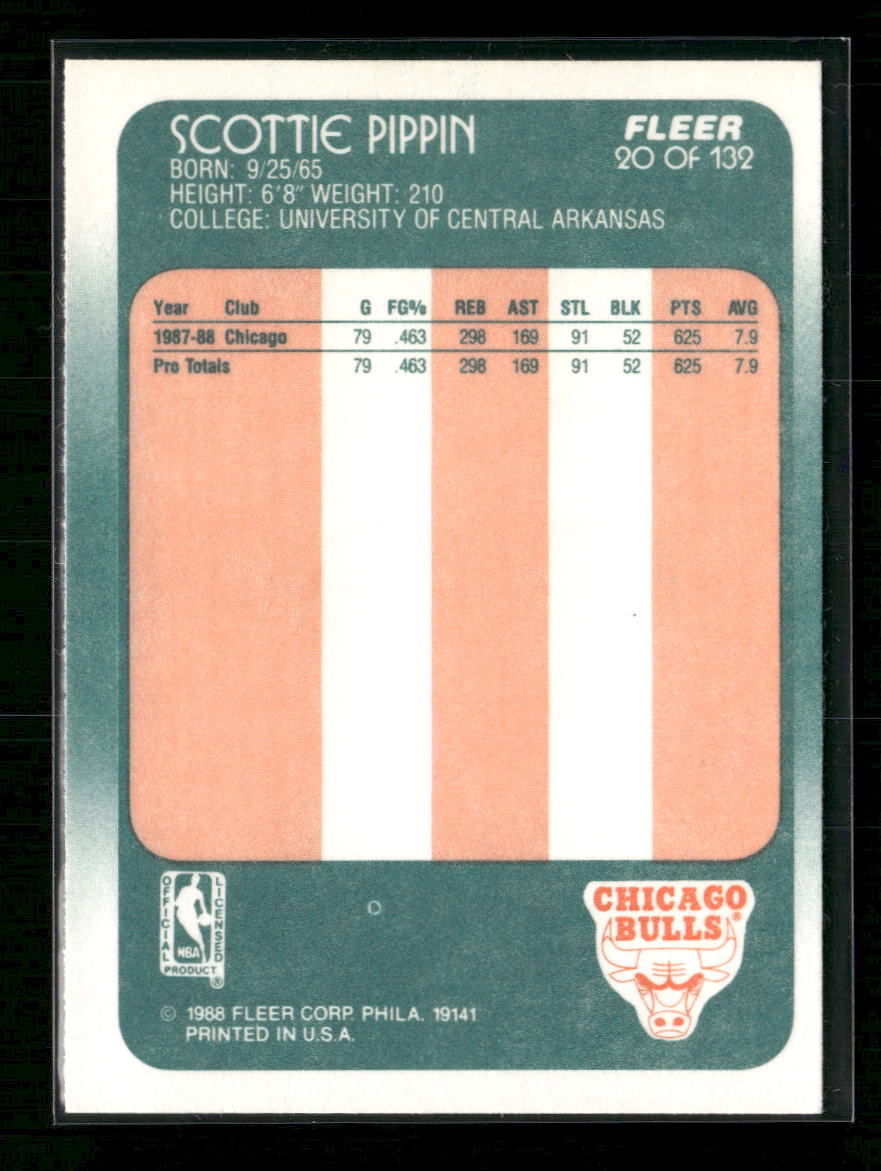 SCOTTIE PIPPIN
FLEER
20 OF 132
BORN: 9/25/65
HEIGHT: 6'8" WEIGHT: 210
COLLEGE: UNIVERSITY OF CENTRAL ARKANSAS
Year Club G FG% REB AST STL BLK PTS AVG
1987-88 Chicago 79 .463 298 169 91 52 625 7.9
Pro Totals 79 .463 298 169 91 52 625 7.9
OFFICIAL LICENSED
NBA
PRODUCT ®
CHICAGO
BULLS ®
© 1988 FLEER CORP. PHILA. 19141
PRINTED IN U.S.A.